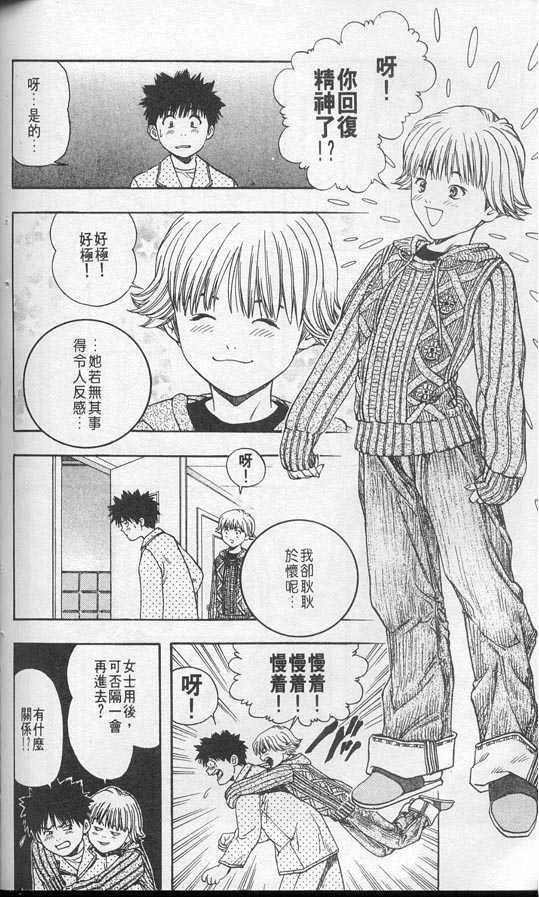 呀！
你回復
精神了!?
呀…是的…
好極！
好極！
…她若無其事
得令人反感…
呀！
我卻耿耿
於懷呢…
慢着！
慢着！
慢着！
呀！
女士用後，
可否隔一會
再進去？
有什麼
關係!?